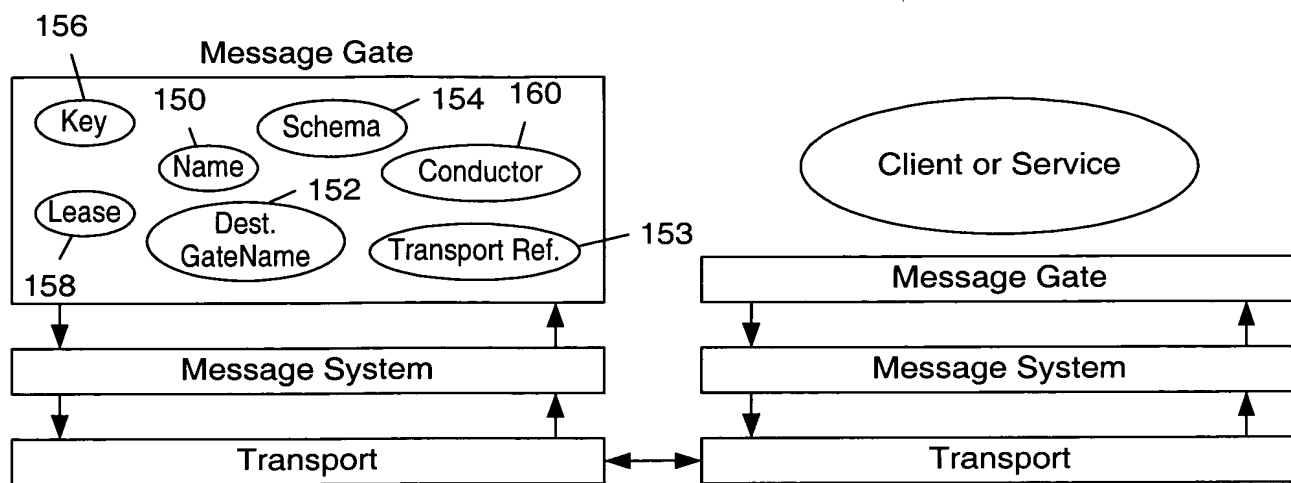 156
Message Gate
150
154
160
Key
Schema
Name
Conductor
152
Lease
Dest.
GateName
Transport Ref.
153
158
Client or Service
Message Gate
Message System
Message System
Transport
Transport